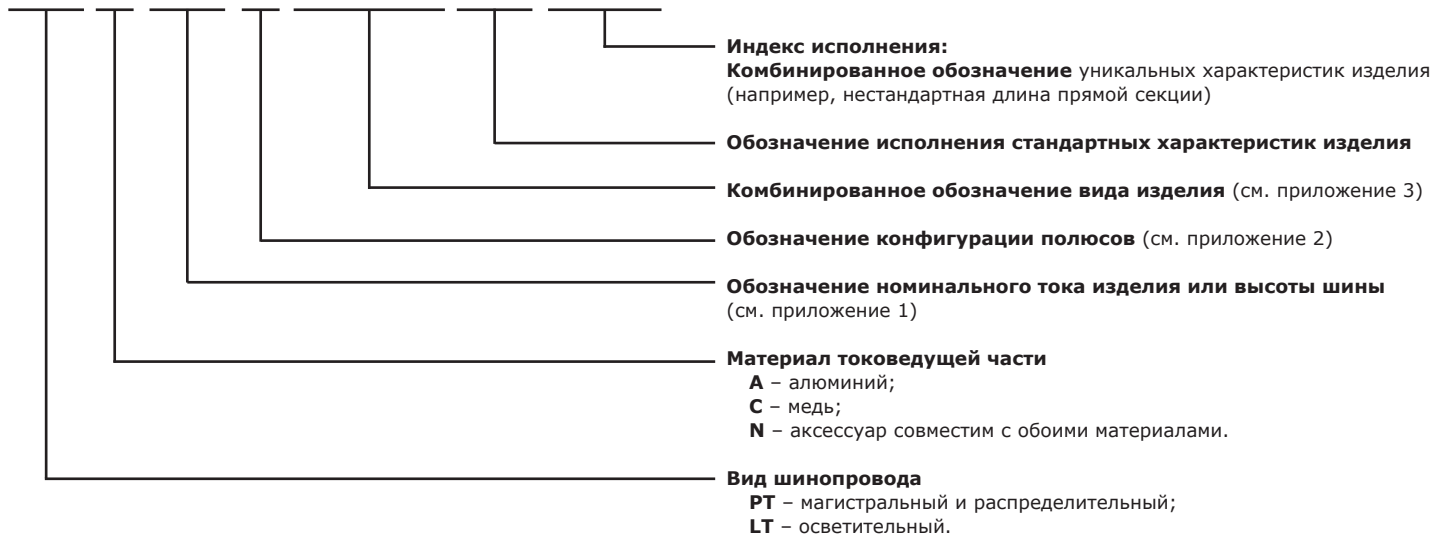 Индекс исполнения:
Комбинированное обозначение уникальных характеристик изделия
(например, нестандартная длина прямой секции)
Обозначение исполнения стандартных характеристик изделия
Комбинированное обозначение вида изделия (см. приложение 3)
Обозначение конфигурации полюсов (см. приложение 2)
Обозначение номинального тока изделия или высоты шины
(см. приложение 1)
Материал токоведущей части
A – алюминий;
C – медь;
N – аксессуар совместим с обоими материалами.
Вид шинопровода
PT – магистральный и распределительный;
LT – осветительный.